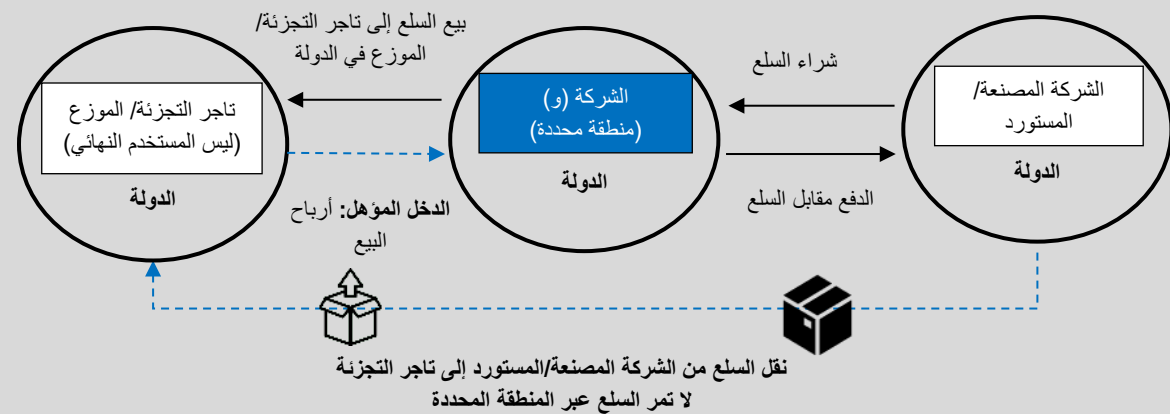 الشركة المصنعة/
المستورد
الدولة
شراء السلع
الدفع مقابل السلع
الشركة (و)
(منطقة محددة)
الدولة
بيع السلع إلى تاجر التجزئة/
الموزع في الدولة
الدخل المؤهل: أرباح
البيع
تاجر التجزئة/ الموزع
(ليس المستخدم النهائي)
الدولة
نقل السلع من الشركة المصنعة/المستورد إلى تاجر التجزئة
لا تمر السلع عبر المنطقة المحددة